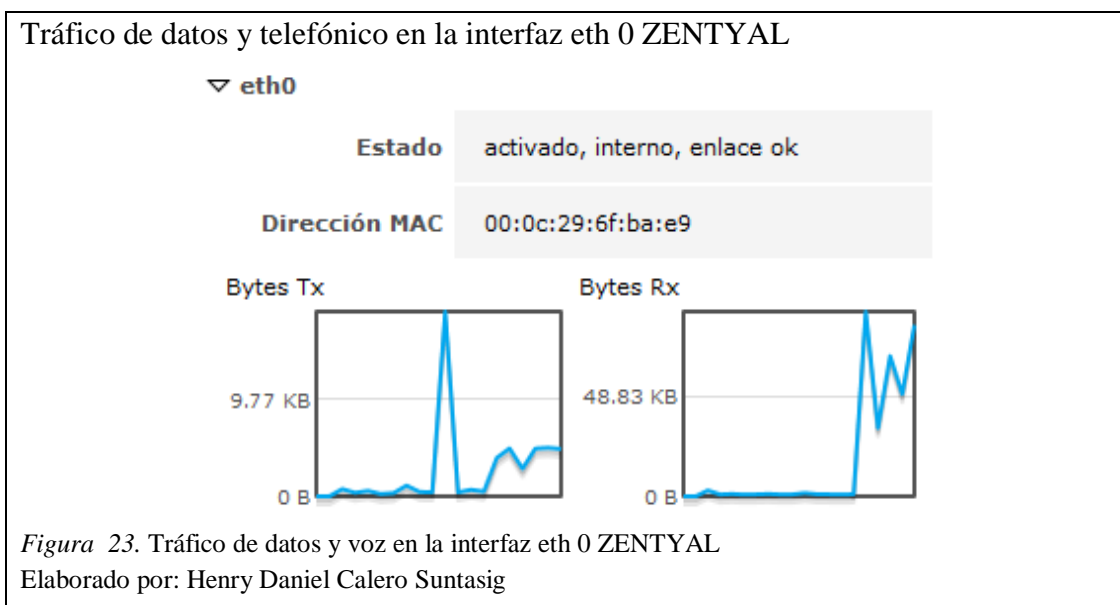 Tráfico de datos y telefónico en la interfaz eth 0 ZENTYAL
eth0
Estado activado, interno, enlace ok
Dirección MAC 00:0c:29:6f:ba:e9
Bytes Tx
9.77 KB
0 B
Bytes Rx
48.83 KB
0 B
Figura 23. Tráfico de datos y voz en la interfaz eth 0 ZENTYAL
Elaborado por: Henry Daniel Calero Suntasig